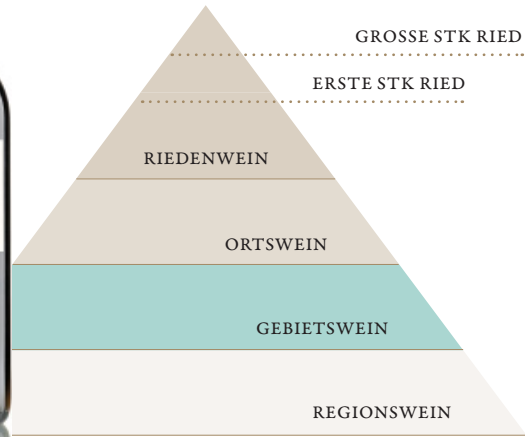 GROSSE STK RIED
ERSTE STK RIED
RIEDENWEIN
ORTSWEIN
GEBIETSWEIN
REGIONSWEIN